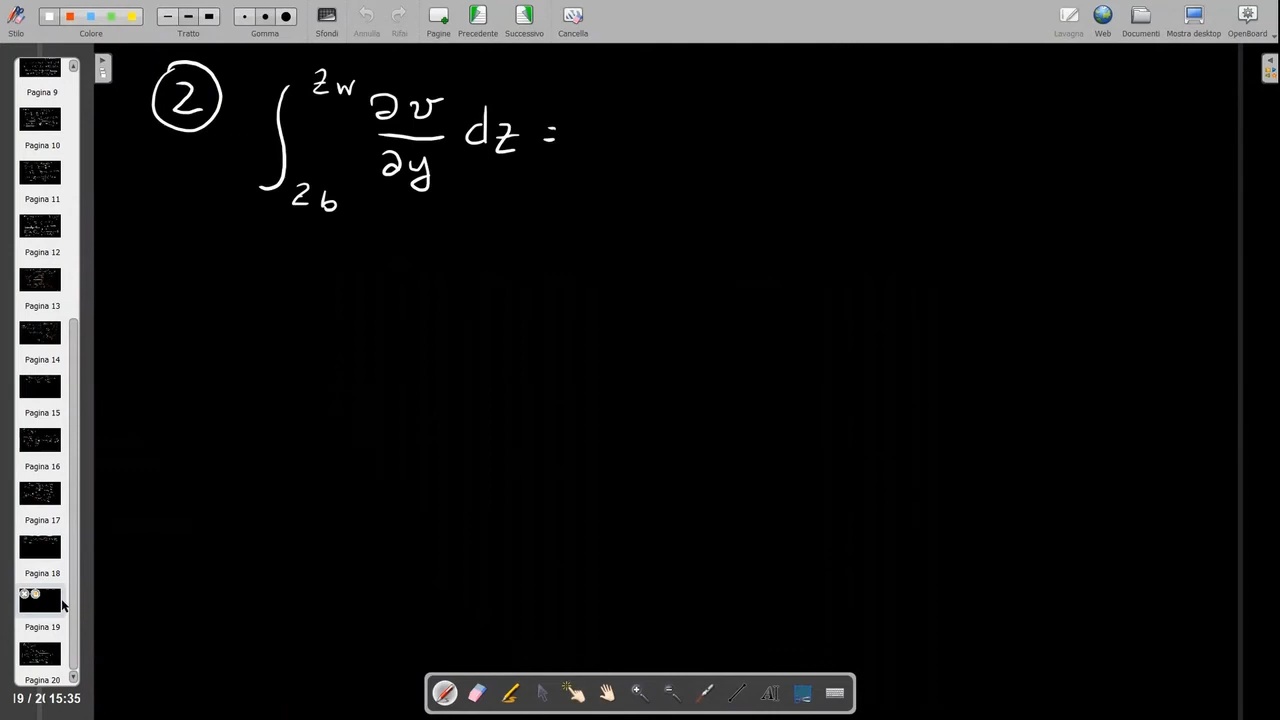 Stilo Colore Tratto Gomma Sfondi Annulla Rifai Pagine Precedente Successivo Cancella Lavagna Web Documenti Mostra desktop OpenBoard
② ∫_{z_b}^{z_w} ∂v/∂y dz =
Pagina 9
Pagina 10
Pagina 11
Pagina 12
Pagina 13
Pagina 14
Pagina 15
Pagina 16
Pagina 17
Pagina 18
Pagina 19
Pagina 20
15:35